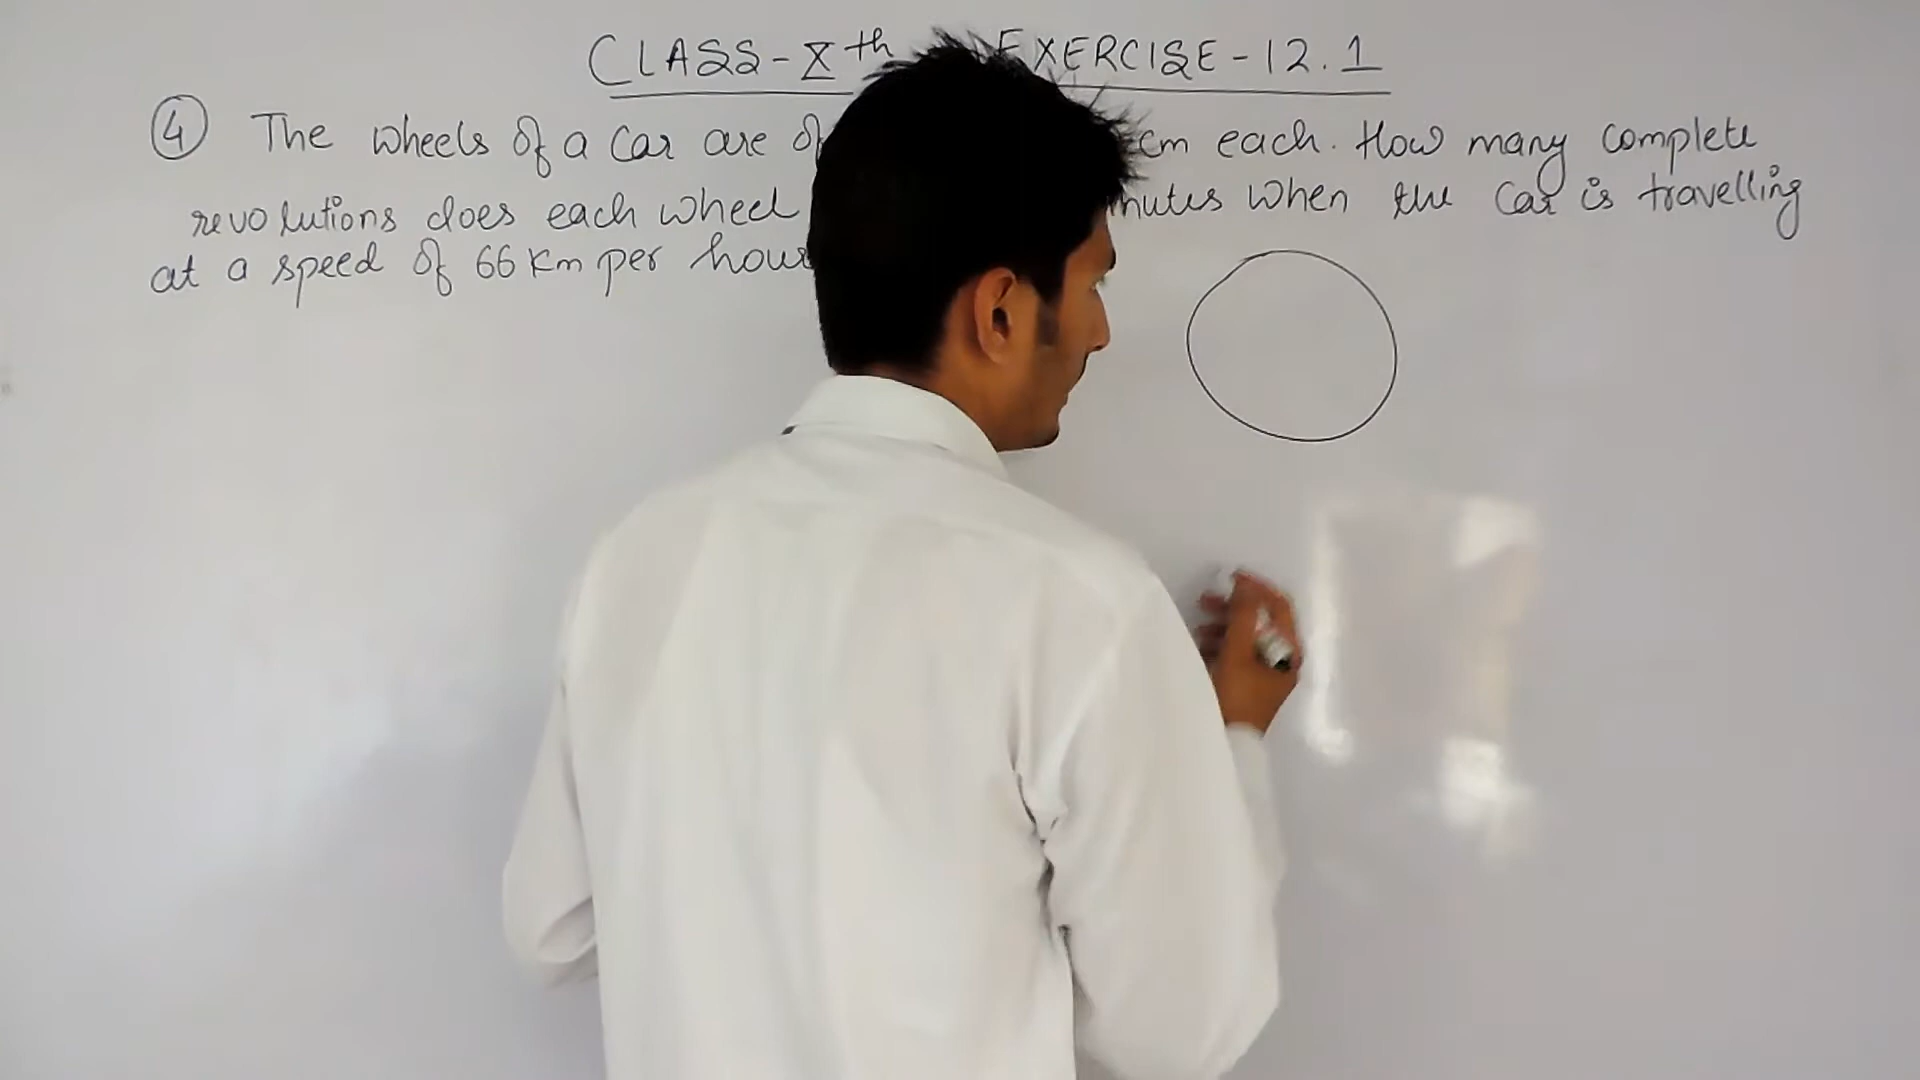 CLASS-Xth EXERCISE-12.1
④ The wheels of a Car are of cm each. How many complete
revolutions does each wheel when the Car is travelling
at a speed of 66 Km per hour